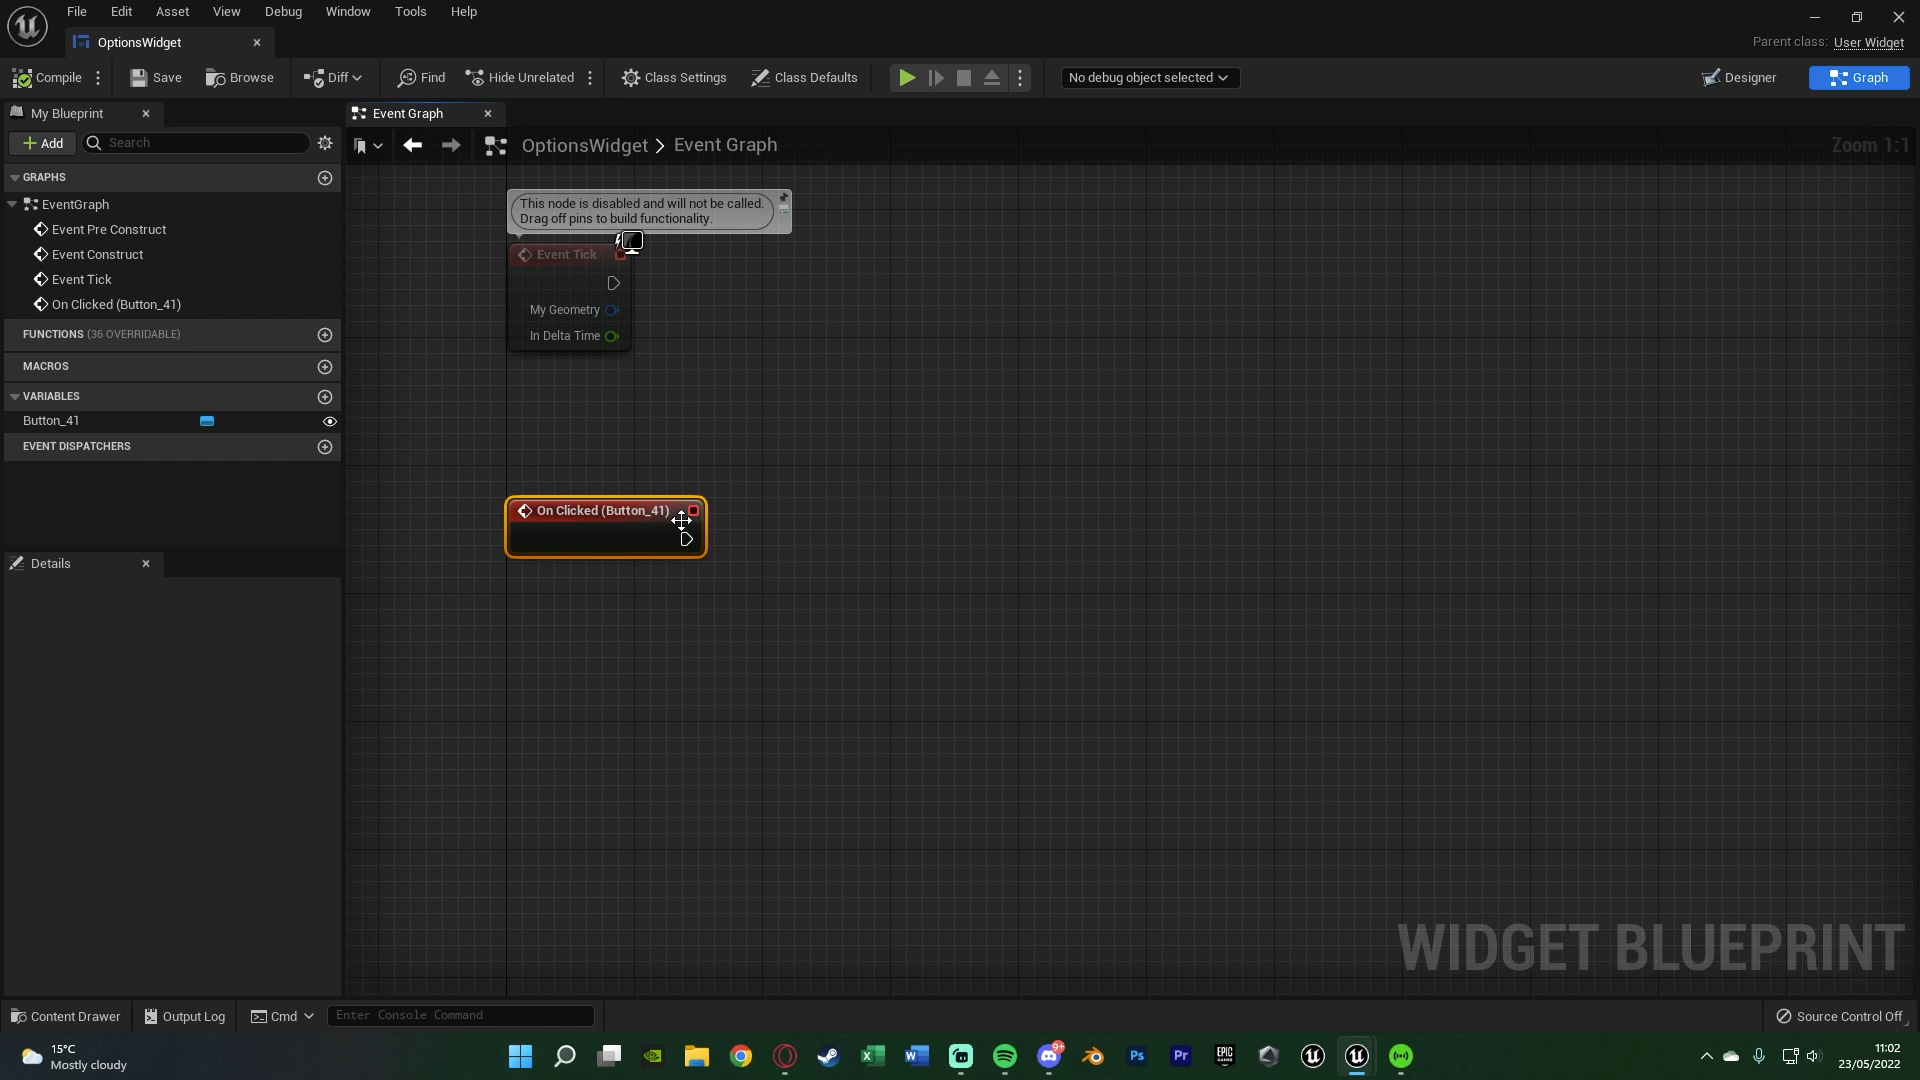 File Edit Asset View Debug Window Tools Help
OptionsWidget
Parent class: User Widget
Compile Save Browse Diff Find Hide Unrelated Class Settings Class Defaults No debug object selected Designer Graph
My Blueprint
Event Graph
Add Search
OptionsWidget > Event Graph
Zoom 1:1
GRAPHS
EventGraph
Event Pre Construct
Event Construct
Event Tick
On Clicked (Button_41)
FUNCTIONS (36 OVERRIDABLE)
MACROS
VARIABLES
Button_41
EVENT DISPATCHERS
Details
This node is disabled and will not be called.
Drag off pins to build functionality.
Event Tick
My Geometry
In Delta Time
On Clicked (Button_41)
WIDGET BLUEPRINT
Content Drawer Output Log Cmd Enter Console Command Source Control Off
15°C
Mostly cloudy
9+
Ps
Pr
EPIC
GAMES
11:02
23/05/2022